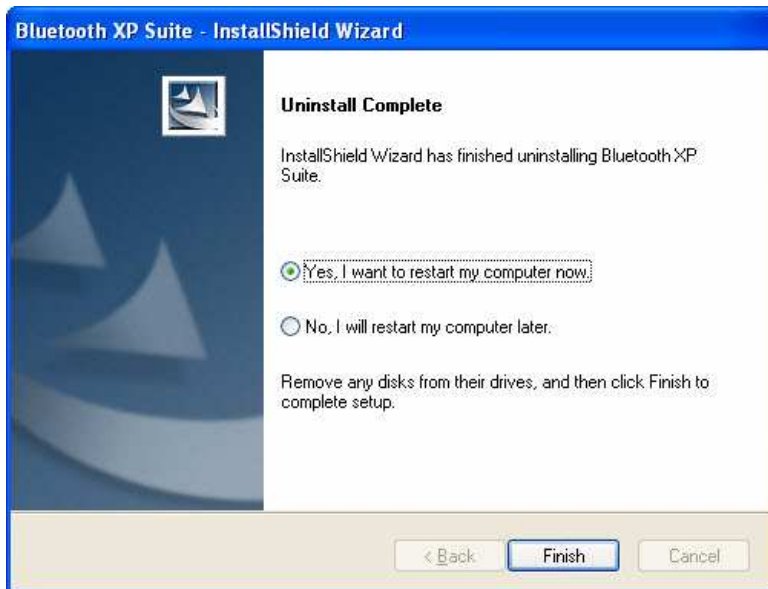 Bluetooth XP Suite - InstallShield Wizard
Uninstall Complete
InstallShield Wizard has finished uninstalling Bluetooth XP
Suite.
Yes, I want to restart my computer now.
No, I will restart my computer later.
Remove any disks from their drives, and then click Finish to
complete setup.
< Back Finish Cancel